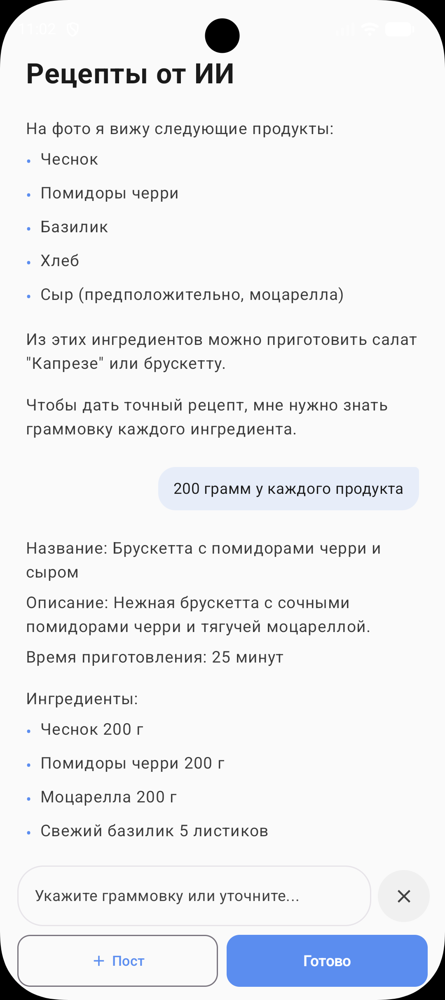 11:02
Рецепты от ИИ
На фото я вижу следующие продукты:
• Чеснок
• Помидоры черри
• Базилик
• Хлеб
• Сыр (предположительно, моцарелла)
Из этих ингредиентов можно приготовить салат
"Капрезе" или брускетту.
Чтобы дать точный рецепт, мне нужно знать
граммовку каждого ингредиента.
200 грамм у каждого продукта
Название: Брускетта с помидорами черри и
сыром
Описание: Нежная брускетта с сочными
помидорами черри и тягучей моцареллой.
Время приготовления: 25 минут
Ингредиенты:
• Чеснок 200 г
• Помидоры черри 200 г
• Моцарелла 200 г
• Свежий базилик 5 листиков
Укажите граммовку или уточните...
+ Пост
Готово